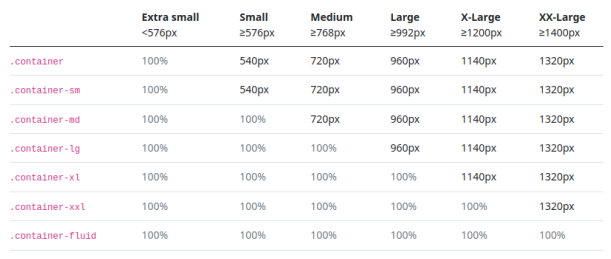 Extra small Small Medium Large X-Large XX-Large
<576px ≥576px ≥768px ≥992px ≥1200px ≥1400px
.container 100% 540px 720px 960px 1140px 1320px
.container-sm 100% 540px 720px 960px 1140px 1320px
.container-md 100% 100% 720px 960px 1140px 1320px
.container-lg 100% 100% 100% 960px 1140px 1320px
.container-xl 100% 100% 100% 100% 1140px 1320px
.container-xxl 100% 100% 100% 100% 100% 1320px
.container-fluid 100% 100% 100% 100% 100% 100%